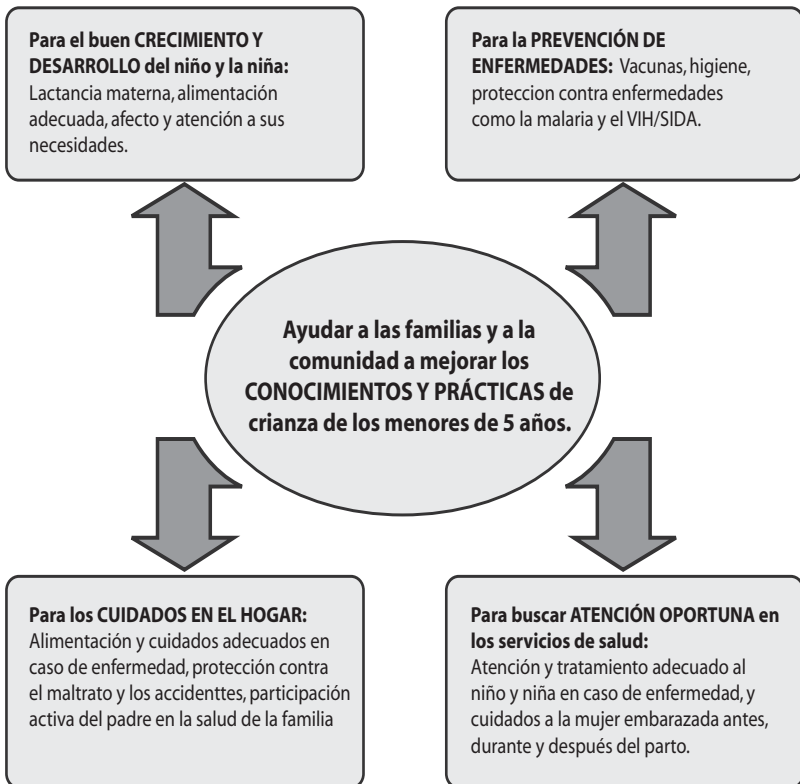 Para el buen CRECIMIENTO Y
DESARROLLO del niño y la niña:
Lactancia materna, alimentación
adecuada, afecto y atención a sus
necesidades.
Para la PREVENCIÓN DE
ENFERMEDADES: Vacunas, higiene,
proteccion contra enfermedades
como la malaria y el VIH/SIDA.
Ayudar a las familias y a la
comunidad a mejorar los
CONOCIMIENTOS Y PRÁCTICAS de
crianza de los menores de 5 años.
Para los CUIDADOS EN EL HOGAR:
Alimentación y cuidados adecuados en
caso de enfermedad, protección contra
el maltrato y los accidenttes, participación
activa del padre en la salud de la familia
Para buscar ATENCIÓN OPORTUNA en
los servicios de salud:
Atención y tratamiento adecuado al
niño y niña en caso de enfermedad, y
cuidados a la mujer embarazada antes,
durante y después del parto.